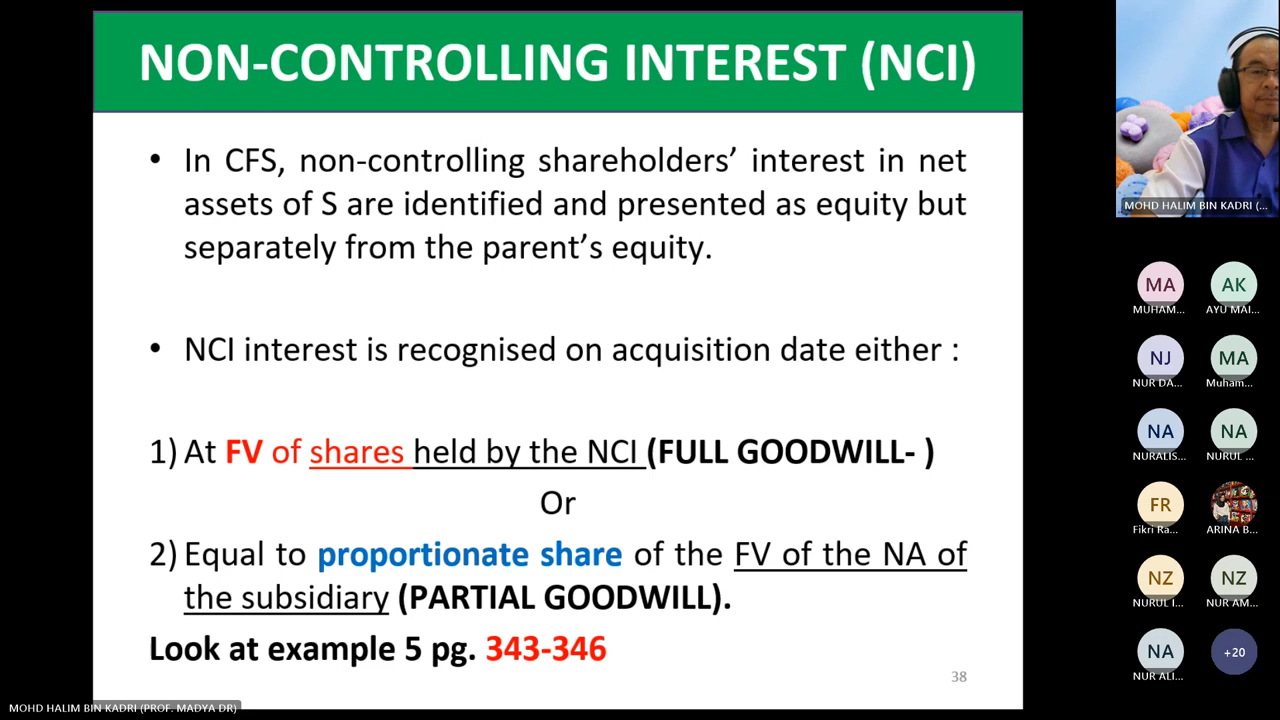 NON-CONTROLLING INTEREST (NCI)
• In CFS, non-controlling shareholders’ interest in net
assets of S are identified and presented as equity but
separately from the parent’s equity.
• NCI interest is recognised on acquisition date either :
1) At FV of shares held by the NCI (FULL GOODWILL- )
Or
2) Equal to proportionate share of the FV of the NA of
the subsidiary (PARTIAL GOODWILL).
Look at example 5 pg. 343-346
38
MOHD HALIM BIN KADRI (PROF. MADYA DR)
MOHD HALIM BIN KADRI (...
MA
MUHAM...
AK
AYU MAI...
NJ
NUR DA...
MA
Muham...
NA
NURALIS...
NA
NURUL ...
FR
Fikri Ra...
ARINA B...
NZ
NURUL I...
NZ
NUR AM...
NA
NUR ALI...
+20